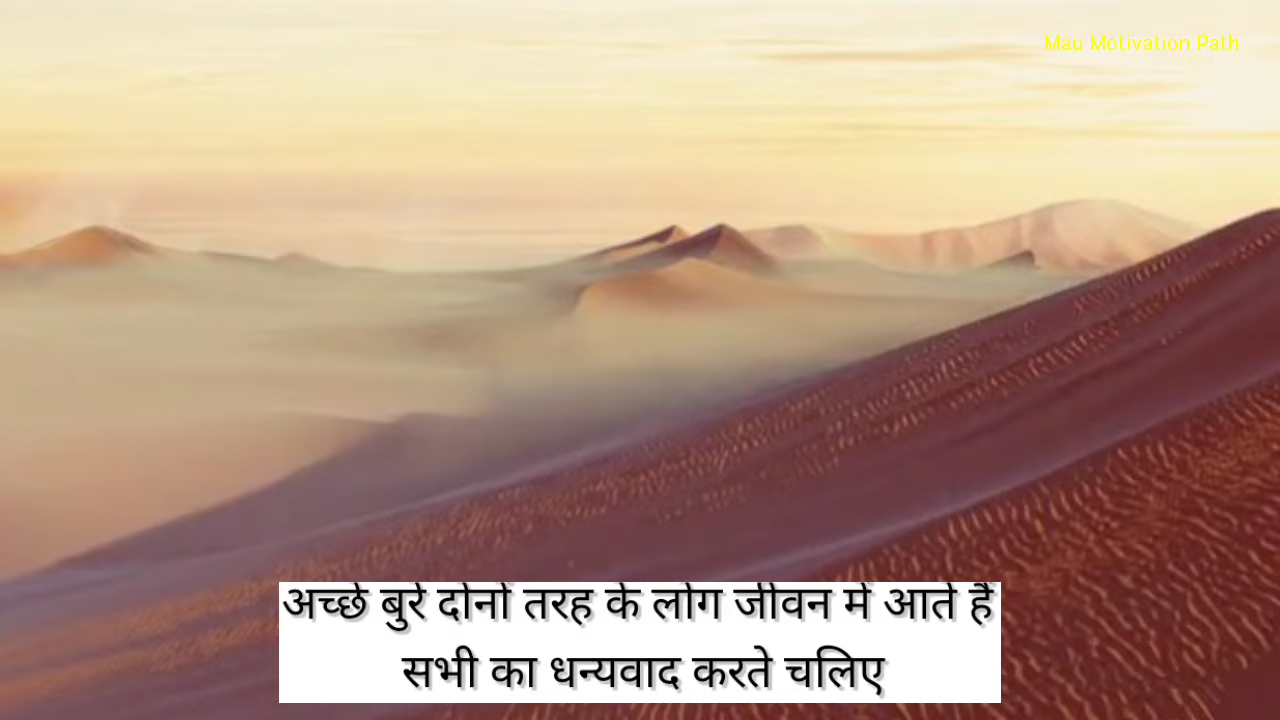 Mau Motivation Path
अच्छे बुरे दोनों तरह के लोग जीवन में आते हैं
सभी का धन्यवाद करते चलिए